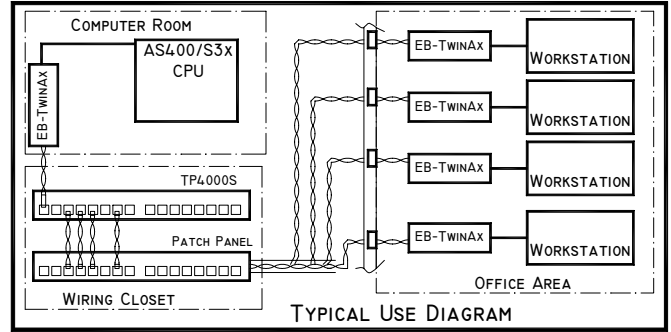 COMPUTER ROOM
AS400/S3x
CPU
EB-TWINAX
TP4000S
PATCH PANEL
WIRING CLOSET
EB-TWINAX
WORKSTATION
EB-TWINAX
WORKSTATION
EB-TWINAX
WORKSTATION
EB-TWINAX
WORKSTATION
OFFICE AREA
TYPICAL USE DIAGRAM